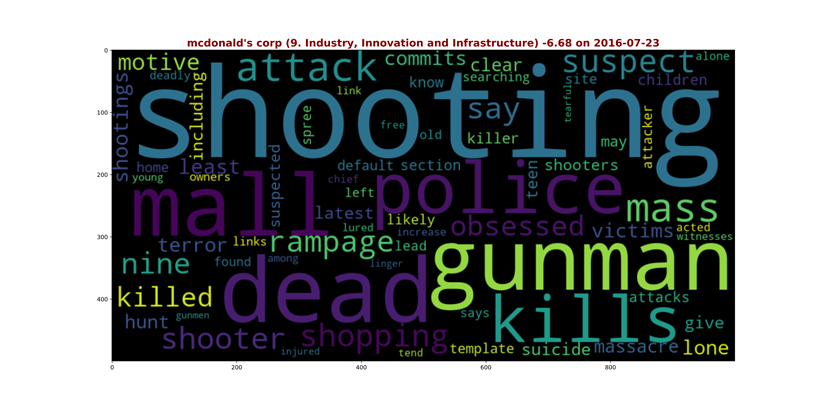 mcdonald's corp (9. Industry, Innovation and Infrastructure) -6.68 on 2016-07-23
0
100
200
300
400
0
200
400
600
800
motive
attack
commits
clear
suspect
alone
deadly
know
searching
site
children
shooting
link
tearful
shootings
including
spree
free
old
say
killer
may
attacker
home
least
default
section
teen
shooters
young
owners
suspected
chief
left
police
mall
latest
lured
likely
increase
obsessed
mass
victims
acted
witnesses
terror
links
rampage
lead
nine
found
among
linger
gunman
dead
killed
attacks
hunt
gunmen
says
kills
give
shooter
shopping
injured
tend
template
suicide
massacre
lone